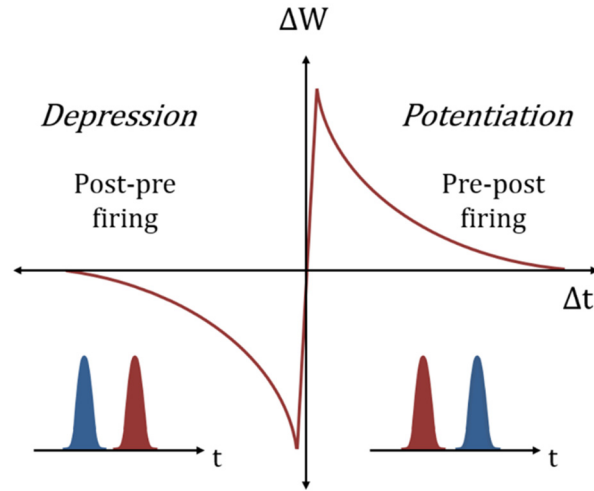 ΔW
Depression
Potentiation
Post-pre
firing
Pre-post
firing
Δt
t
t